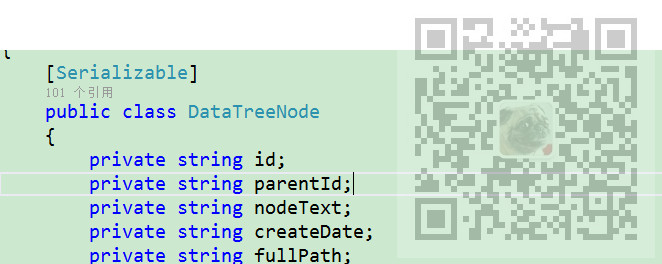 {
[Serializable]
101 个引用
public class DataTreeNode
{
private string id;
private string parentId;
private string nodeText;
private string createDate;
private string fullPath;